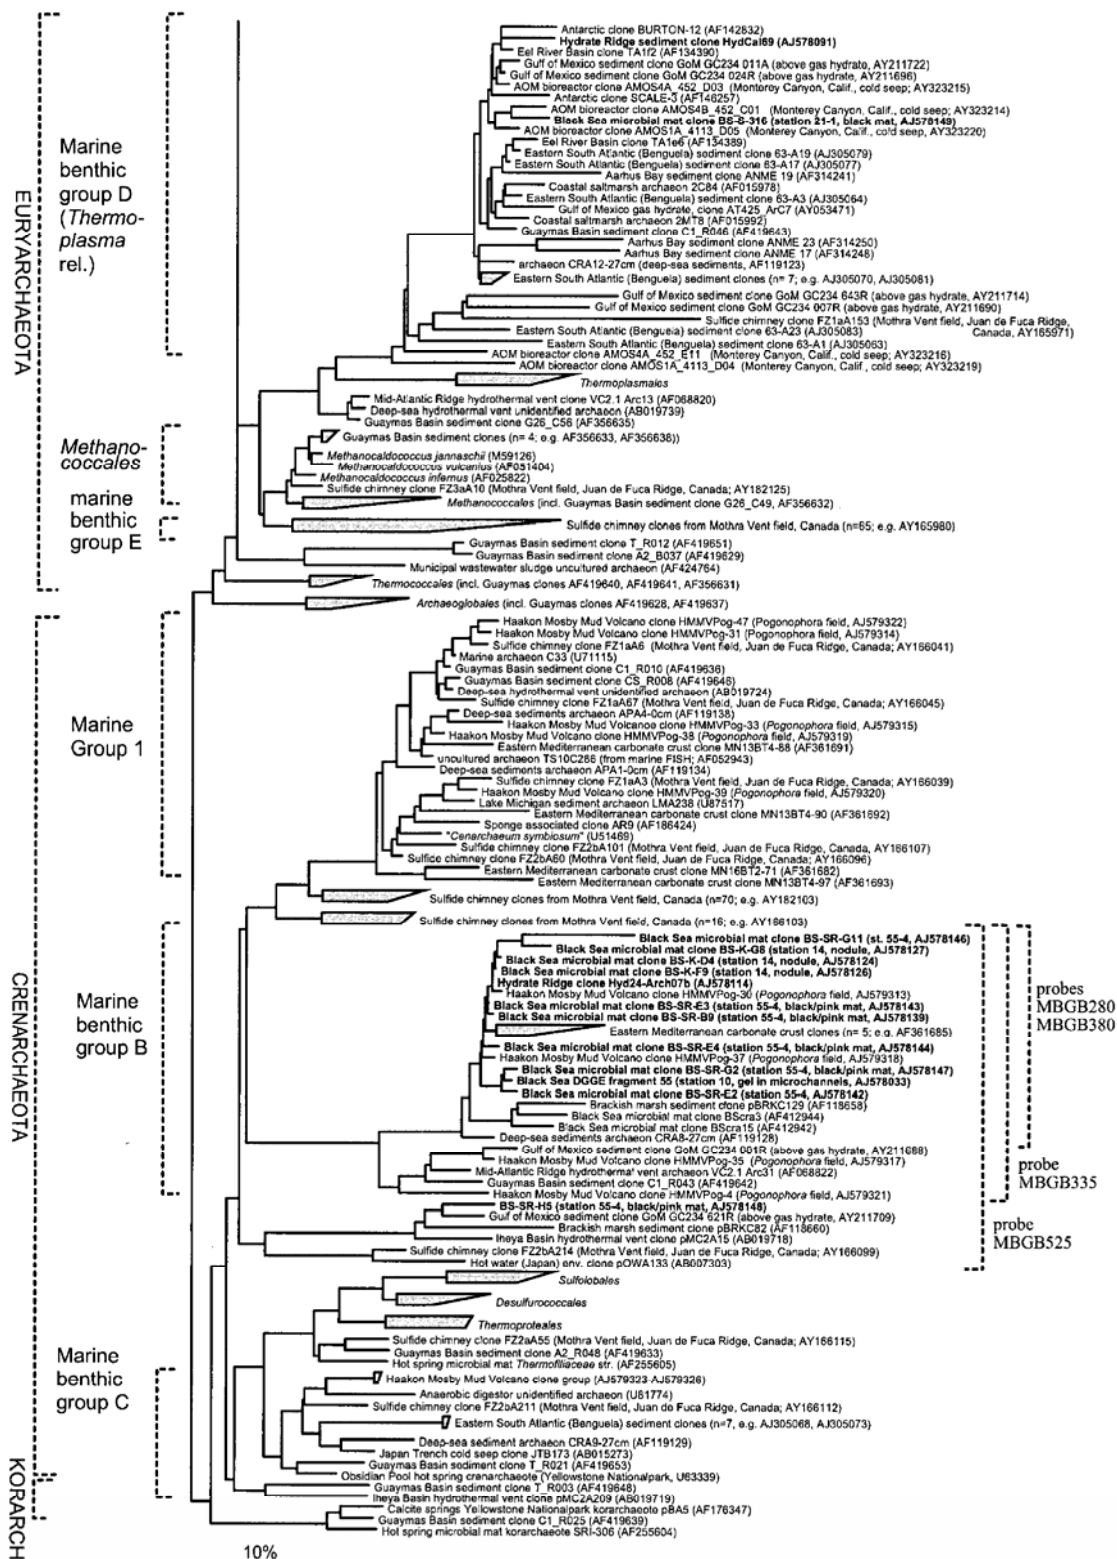 Antarctic clone BURTON-12 (AF142832)
Hydrate Ridge sediment clone HydCal69 (AJ578091)
Eel River Basin clone TA1f2 (AF134390)
Gulf of Mexico sediment clone GoM GC234 011A (above gas hydrate, AY211722)
Gulf of Mexico sediment clone GoM GC234 024R (above gas hydrate, AY211696)
AOM bioreactor clone AMOS4A_452_D03 (Monterey Canyon, Calif., cold seep; AY323215)
Antarctic clone SCALE-3 (AF146257)
AOM bioreactor clone AMOS4B_452_C01 (Monterey Canyon, Calif., cold seep; AY323214)
Black Sea microbial mat clone BS-S-316 (station 21-1, black mat, AJ578149)
AOM bioreactor clone AMOS1A_4113_D05 (Monterey Canyon, Calif., cold seep, AY323220)
Eel River Basin clone TA1e6 (AF134389)
Eastern South Atlantic (Benguela) sediment clone 63-A19 (AJ305079)
Eastern South Atlantic (Benguela) sediment clone 63-A17 (AJ305077)
Aarhus Bay sediment clone ANME 19 (AF314241)
Coastal saltmarsh archaeon 2C84 (AF015978)
Eastern South Atlantic (Benguela) sediment clone 63-A3 (AJ305064)
Gulf of Mexico gas hydrate, clone AT425_ArC7 (AY053471)
Coastal saltmarsh archaeon 2MT8 (AF015992)
Guaymas Basin sediment clone C1_R046 (AF419643)
Aarhus Bay sediment clone ANME 23 (AF314250)
Aarhus Bay sediment clone ANME 17 (AF314248)
archaeon CRA12-27cm (deep-sea sediments, AF119123)
Eastern South Atlantic (Benguela) sediment clones (n= 7; e.g. AJ305070, AJ305081)
Gulf of Mexico sediment clone GoM GC234 643R (above gas hydrate, AY211714)
Gulf of Mexico sediment clone GoM GC234 007R (above gas hydrate, AY211690)
Sulfide chimney clone FZ1aA153 (Mothra Vent field, Juan de Fuca Ridge,
Canada, AY165971)
Eastern South Atlantic (Benguela) sediment clone 63-A23 (AJ305083)
Eastern South Atlantic (Benguela) sediment clone 63-A1 (AJ305063)
AOM bioreactor clone AMOS4A_452_E11 (Monterey Canyon, Calif., cold seep; AY323216)
AOM bioreactor clone AMOS1A_4113_D04 (Monterey Canyon, Calif., cold seep; AY323219)
Thermoplasmales
Marine
benthic
group D
(Thermo-
plasma
rel.)
EURYARCHAEOTA
Mid-Atlantic Ridge hydrothermal vent clone VC2.1 Arc13 (AF068820)
Deep-sea hydrothermal vent unidentified archaeon (AB019739)
Guaymas Basin sediment clone G26_C56 (AF356635)
Guaymas Basin sediment clones (n= 4; e.g. AF356633, AF356638))
Methanocaldococcus jannaschii (M59126)
Methanocaldococcus vulcanius (AF051404)
Methanocaldococcus infernus (AF025822)
Sulfide chimney clone FZ3aA10 (Mothra Vent field, Juan de Fuca Ridge, Canada; AY182125)
Methanococcales (incl. Guaymas Basin sediment clone G26_C49, AF356632)
Methano-
coccales
marine
benthic
group E
Sulfide chimney clones from Mothra Vent field, Canada (n=65; e.g. AY165980)
Guaymas Basin sediment clone T_R012 (AF419651)
Guaymas Basin sediment clone A2_B037 (AF419629)
Municipal wastewater sludge uncultured archaeon (AF424764)
Thermococcales (incl. Guaymas clones AF419640, AF419641, AF356631)
Archaeoglobales (incl. Guaymas clones AF419628, AF419637)
Haakon Mosby Mud Volcano clone HMMVPog-47 (Pogonophora field, AJ579322)
Haakon Mosby Mud Volcano clone HMMVPog-31 (Pogonophora field, AJ579314)
Sulfide chimney clone FZ1aA6 (Mothra Vent field, Juan de Fuca Ridge, Canada; AY166041)
Marine archaeon C33 (U71115)
Guaymas Basin sediment clone C1_R010 (AF419636)
Guaymas Basin sediment clone CS_R008 (AF419646)
Deep-sea hydrothermal vent unidentified archaeon (AB019724)
Sulfide chimney clone FZ1aA67 (Mothra Vent field, Juan de Fuca Ridge, Canada; AY166045)
Deep-sea sediments archaeon APA4-0cm (AF119138)
Haakon Mosby Mud Volcanoe clone HMMVPog-33 (Pogonophora field, AJ579315)
Haakon Mosby Mud Volcano clone HMMVPog-38 (Pogonophora field, AJ579319)
Eastern Mediterranean carbonate crust clone MN13BT4-88 (AF361691)
uncultured archaeon TS10C286 (from marine FISH; AF052943)
Deep-sea sediments archaeon APA1-0cm (AF119134)
Sulfide chimney clone FZ1aA3 (Mothra Vent field, Juan de Fuca Ridge, Canada; AY166039)
Haakon Mosby Mud Volcano clone HMMVPog-39 (Pogonophora field, AJ579320)
Lake Michigan sediment archaeon LMA238 (U87517)
Eastern Mediterranean carbonate crust clone MN13BT4-90 (AF361692)
Sponge associated clone AR9 (AF186424)
"Cenarchaeum symbiosum" (U51469)
Sulfide chimney clone FZ2bA101 (Mothra Vent field, Juan de Fuca Ridge, Canada, AY166107)
Sulfide chimney clone FZ2bA60 (Mothra Vent field, Juan de Fuca Ridge, Canada; AY166096)
Eastern Mediterranean carbonate crust clone MN16BT2-71 (AF361682)
Eastern Mediterranean carbonate crust clone MN13BT4-97 (AF361693)
Sulfide chimney clones from Mothra Vent field, Canada (n=70; e.g. AY182103)
Sulfide chimney clones from Mothra Vent field, Canada (n=16; e.g. AY166103)
Marine
Group 1
CRENARCHAEOTA
Black Sea microbial mat clone BS-SR-G11 (st. 55-4, AJ578146)
Black Sea microbial mat clone BS-K-G8 (station 14, nodule, AJ578127)
Black Sea microbial mat clone BS-K-D4 (station 14, nodule, AJ578124)
Black Sea microbial mat clone BS-K-F9 (station 14, nodule, AJ578126)
Hydrate Ridge clone Hyd24-Arch07b (AJ578114)
Haakon Mosby Mud Volcano clone HMMVPog-30 (Pogonophora field, AJ579313)
Black Sea microbial mat clone BS-SR-E3 (station 55-4, black/pink mat, AJ578143)
Black Sea microbial mat clone BS-SR-B9 (station 55-4, black/pink mat, AJ578139)
Eastern Mediterranean carbonate crust clones (n= 5; e.g. AF361685)
Black Sea microbial mat clone BS-SR-E4 (station 55-4, black/pink mat, AJ578144)
Haakon Mosby Mud Volcano clone HMMVPog-37 (Pogonophora field, AJ579318)
Black Sea microbial mat clone BS-SR-G2 (station 55-4, black/pink mat, AJ578147)
Black Sea DGGE fragment 55 (station 10, gel in microchannels, AJ578033)
Black Sea microbial mat clone BS-SR-E2 (station 55-4, black/pink mat, AJ578142)
Brackish marsh sediment clone pBRKC129 (AF118658)
Black Sea microbial mat clone BScra3 (AF412944)
Black Sea microbial mat clone BScra15 (AF412942)
Deep-sea sediments archaeon CRA8-27cm (AF119128)
Gulf of Mexico sediment clone GoM GC234 001R (above gas hydrate, AY211688)
Haakon Mosby Mud Volcano clone HMMVPog-35 (Pogonophora field, AJ579317)
Mid-Atlantic Ridge hydrothermal vent archaeon VC2.1 Arc31 (AF068822)
Guaymas Basin sediment clone C1_R043 (AF419642)
Haakon Mosby Mud Volcano clone HMMVPog-4 (Pogonophora field, AJ579321)
BS-SR-H5 (station 55-4, black/pink mat, AJ578148)
Gulf of Mexico sediment clone GoM GC234 621R (above gas hydrate, AY211709)
Brackish marsh sediment clone pBRKC82 (AF118660)
Iheya Basin hydrothermal vent clone pMC2A15 (AB019718)
Sulfide chimney clone FZ2bA214 (Mothra Vent field, Juan de Fuca Ridge, Canada; AY166099)
Hot water (Japan) env. clone pOWA133 (AB007303)
Marine
benthic
group B
probes
MBGB280
MBGB380
probe
MBGB335
probe
MBGB525
Sulfolobales
Desulfurococcales
Thermoproteales
Sulfide chimney clone FZ2aA55 (Mothra Vent field, Juan de Fuca Ridge, Canada; AY166115)
Guaymas Basin sediment clone A2_R048 (AF419633)
Hot spring microbial mat Thermofiliaceae str. (AF255605)
Haakon Mosby Mud Volcano clone group (AJ579323-AJ579326)
Anaerobic digestor unidentified archaeon (U81774)
Sulfide chimney clone FZ2bA211 (Mothra Vent field, Juan de Fuca Ridge, Canada; AY166112)
Eastern South Atlantic (Benguela) sediment clones (n=7, e.g. AJ305068, AJ305073)
Deep-sea sediment archaeon CRA9-27cm (AF119129)
Japan Trench cold seep clone JTB173 (AB015273)
Guaymas Basin sediment clone T_R021 (AF419653)
Obsidian Pool hot spring crenarchaeote (Yellowstone Nationalpark, U63339)
Guaymas Basin sediment clone T_R003 (AF419648)
Iheya Basin hydrothermal vent clone pMC2A209 (AB019719)
Calcite springs Yellowstone Nationalpark korarchaeote pBA5 (AF176347)
Guaymas Basin sediment clone C1_R025 (AF419639)
Hot spring microbial mat korarchaeote SRI-306 (AF255604)
Marine
benthic
group C
KORARCH
10%